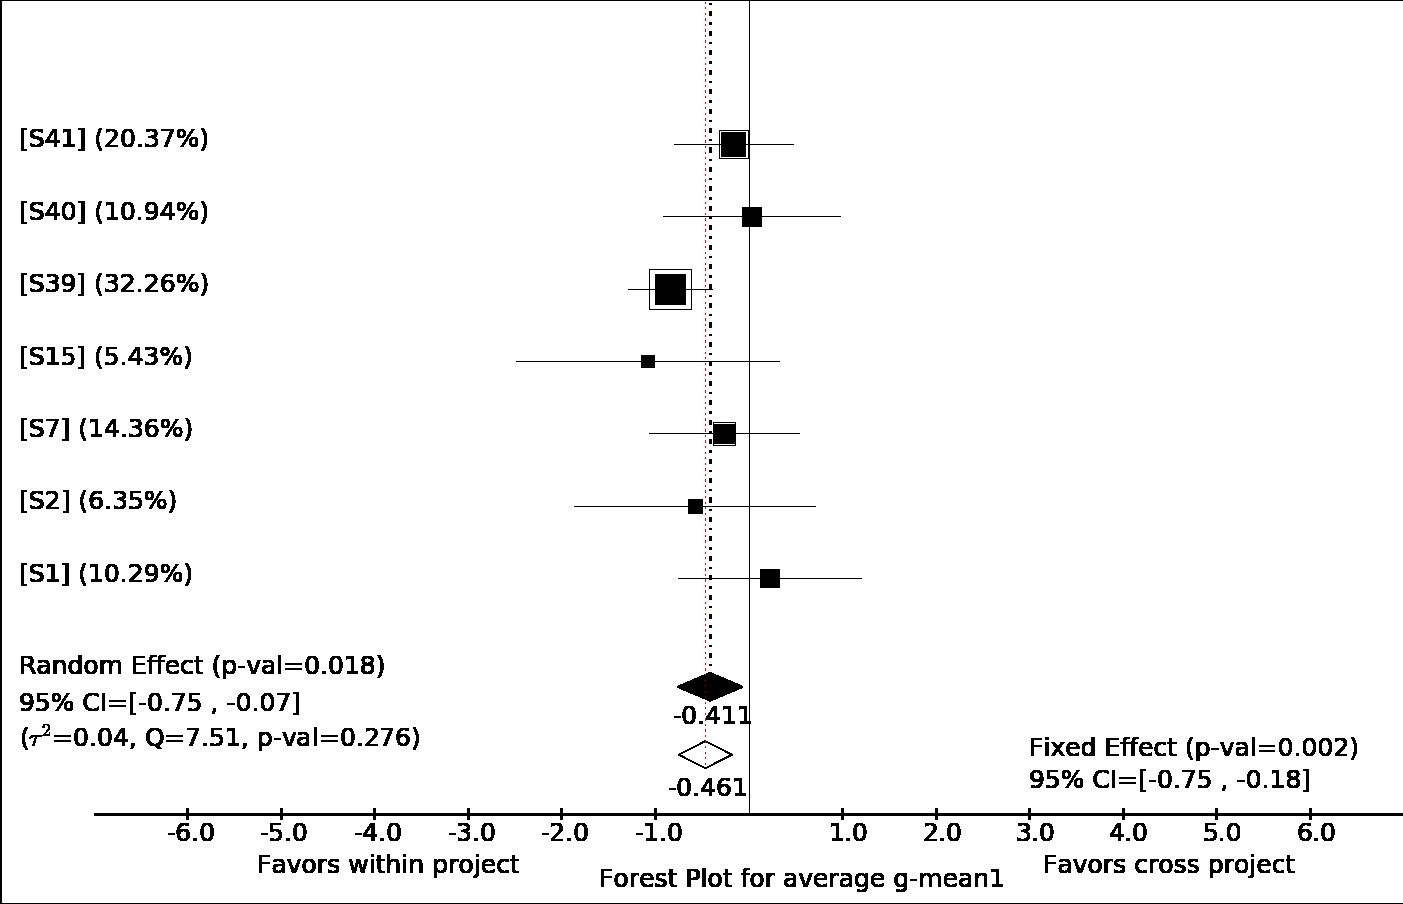 [S41] (20.37%)
[S40] (10.94%)
[S39] (32.26%)
[S15] (5.43%)
[S7] (14.36%)
[S2] (6.35%)
[S1] (10.29%)
Random Effect (p-val=0.018)
95% CI=[-0.75 , -0.07]
(τ²=0.04, Q=7.51, p-val=0.276)
-0.411
-0.461
Fixed Effect (p-val=0.002)
95% CI=[-0.75 , -0.18]
-6.0 -5.0 -4.0 -3.0 -2.0 -1.0 1.0 2.0 3.0 4.0 5.0 6.0
Favors within project
Forest Plot for average g-mean1
Favors cross project